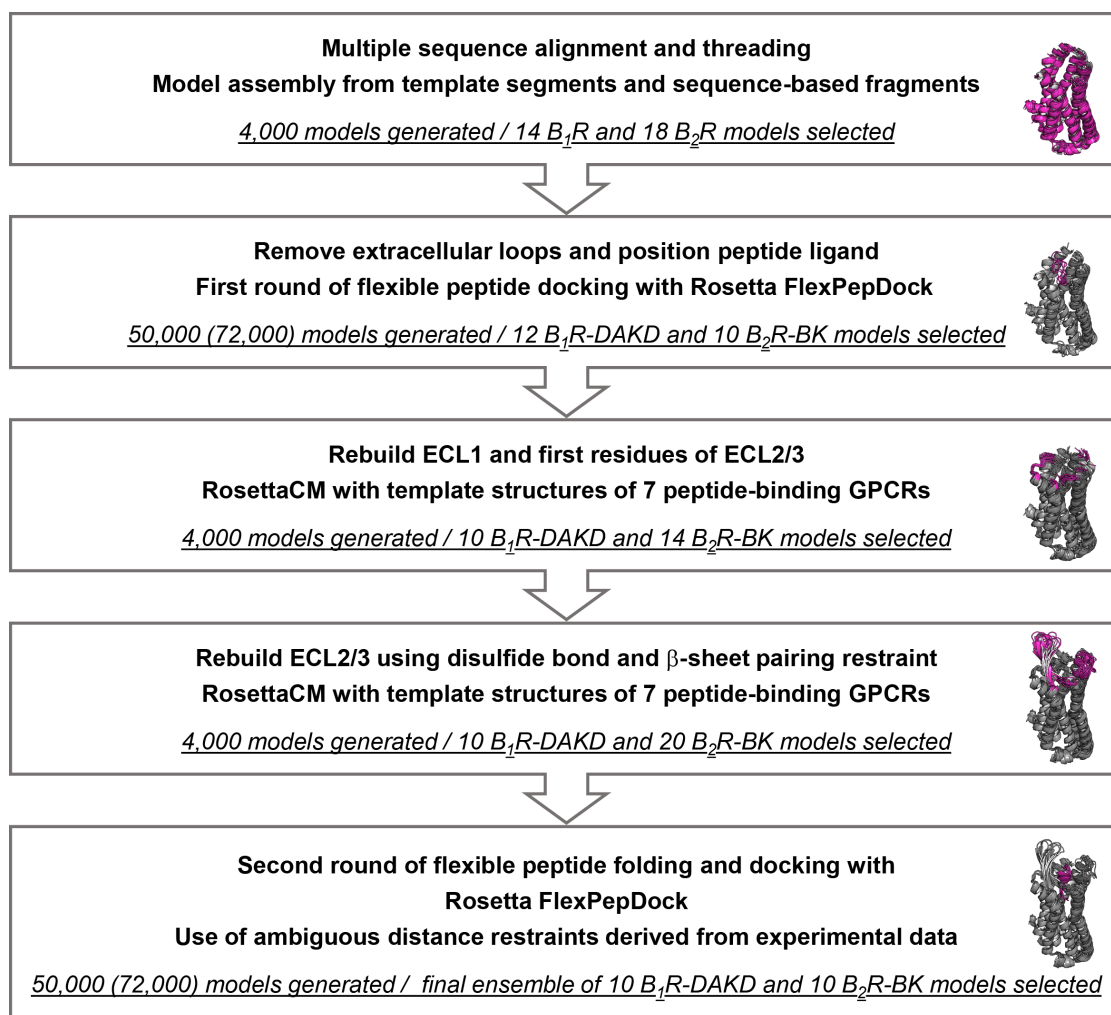 Multiple sequence alignment and threading
Model assembly from template segments and sequence-based fragments
4,000 models generated / 14 B₁R and 18 B₂R models selected
Remove extracellular loops and position peptide ligand
First round of flexible peptide docking with Rosetta FlexPepDock
50,000 (72,000) models generated / 12 B₁R-DAKD and 10 B₂R-BK models selected
Rebuild ECL1 and first residues of ECL2/3
RosettaCM with template structures of 7 peptide-binding GPCRs
4,000 models generated / 10 B₁R-DAKD and 14 B₂R-BK models selected
Rebuild ECL2/3 using disulfide bond and β-sheet pairing restraint
RosettaCM with template structures of 7 peptide-binding GPCRs
4,000 models generated / 10 B₁R-DAKD and 20 B₂R-BK models selected
Second round of flexible peptide folding and docking with
Rosetta FlexPepDock
Use of ambiguous distance restraints derived from experimental data
50,000 (72,000) models generated / final ensemble of 10 B₁R-DAKD and 10 B₂R-BK models selected